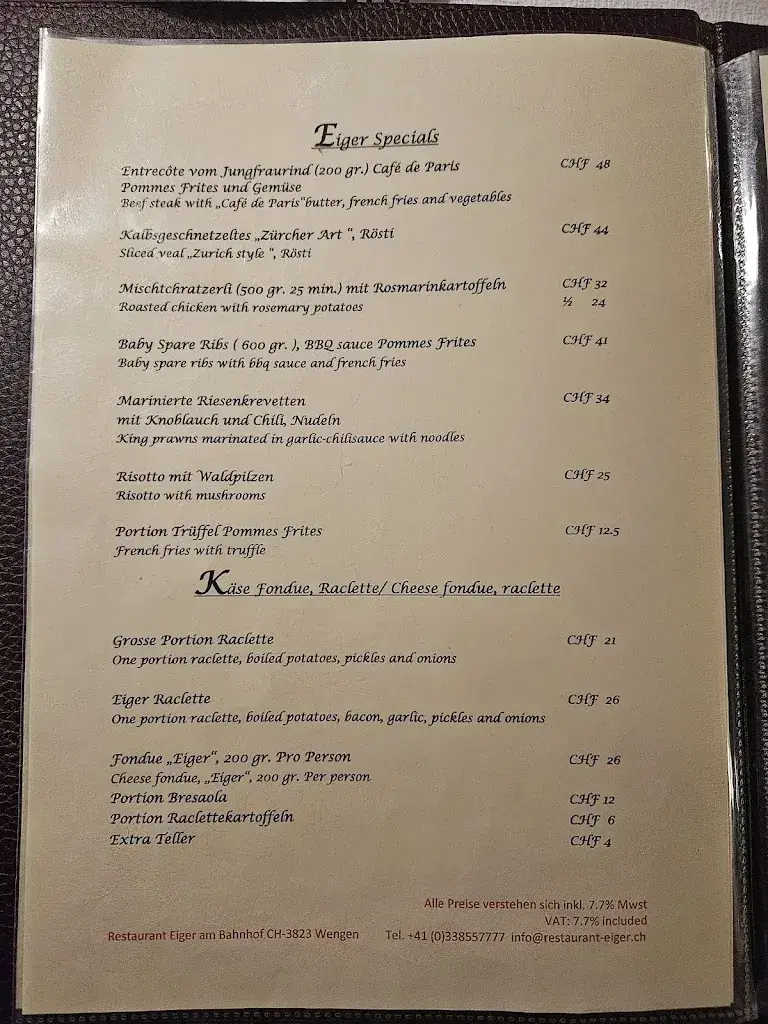 Eiger Specials
Entrecôte vom Jungfraurind (200 gr.) Café de Paris CHF 48
Pommes Frites und Gemüse
Beef steak with „Café de Paris“butter, french fries and vegetables
Kalbsgeschnetzeltes „Zürcher Art “, Rösti CHF 44
Sliced veal „Zurich style “, Rösti
Mischtchratzerli (500 gr. 25 min.) mit Rosmarinkartoffeln CHF 32
Roasted chicken with rosemary potatoes ½ 24
Baby Spare Ribs ( 600 gr. ), BBQ sauce Pommes Frites CHF 41
Baby spare ribs with bbq sauce and french fries
Marinierte Riesenkrevetten CHF 34
mit Knoblauch und Chili, Nudeln
King prawns marinated in garlic-chilisauce with noodles
Risotto mit Waldpilzen CHF 25
Risotto with mushrooms
Portion Trüffel Pommes Frites CHF 12.5
French fries with truffle
Käse Fondue, Raclette/ Cheese fondue, raclette
Grosse Portion Raclette CHF 21
One portion raclette, boiled potatoes, pickles and onions
Eiger Raclette CHF 26
One portion raclette, boiled potatoes, bacon, garlic, pickles and onions
Fondue „Eiger“, 200 gr. Pro Person CHF 26
Cheese fondue, „Eiger“, 200 gr. Per person
Portion Bresaola CHF 12
Portion Raclettekartoffeln CHF 6
Extra Teller CHF 4
Alle Preise verstehen sich inkl. 7.7% Mwst
VAT: 7.7% included
Restaurant Eiger am Bahnhof CH-3823 Wengen Tel. +41 (0)338557777 info@restaurant-eiger.ch